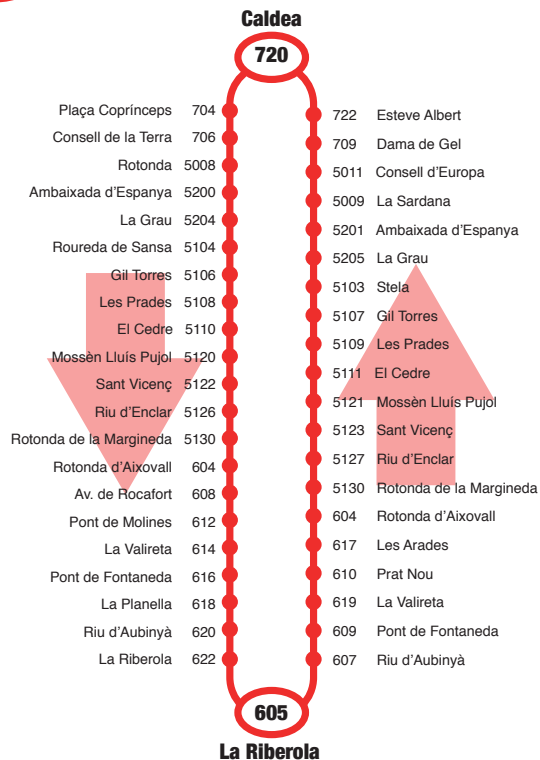 Caldea
720
Plaça Coprínceps 704
Consell de la Terra 706
Rotonda 5008
Ambaixada d’Espanya 5200
La Grau 5204
Roureda de Sansa 5104
Gil Torres 5106
Les Prades 5108
El Cedre 5110
Mossèn Lluís Pujol 5120
Sant Vicenç 5122
Riu d’Enclar 5126
Rotonda de la Margineda 5130
Rotonda d’Aixovall 604
Av. de Rocafort 608
Pont de Molines 612
La Valireta 614
Pont de Fontaneda 616
La Planella 618
Riu d’Aubinyà 620
La Riberola 622
722 Esteve Albert
709 Dama de Gel
5011 Consell d’Europa
5009 La Sardana
5201 Ambaixada d’Espanya
5205 La Grau
5103 Stela
5107 Gil Torres
5109 Les Prades
5111 El Cedre
5121 Mossèn Lluís Pujol
5123 Sant Vicenç
5127 Riu d’Enclar
5130 Rotonda de la Margineda
604 Rotonda d’Aixovall
617 Les Arades
610 Prat Nou
619 La Valireta
609 Pont de Fontaneda
607 Riu d’Aubinyà
605
La Riberola